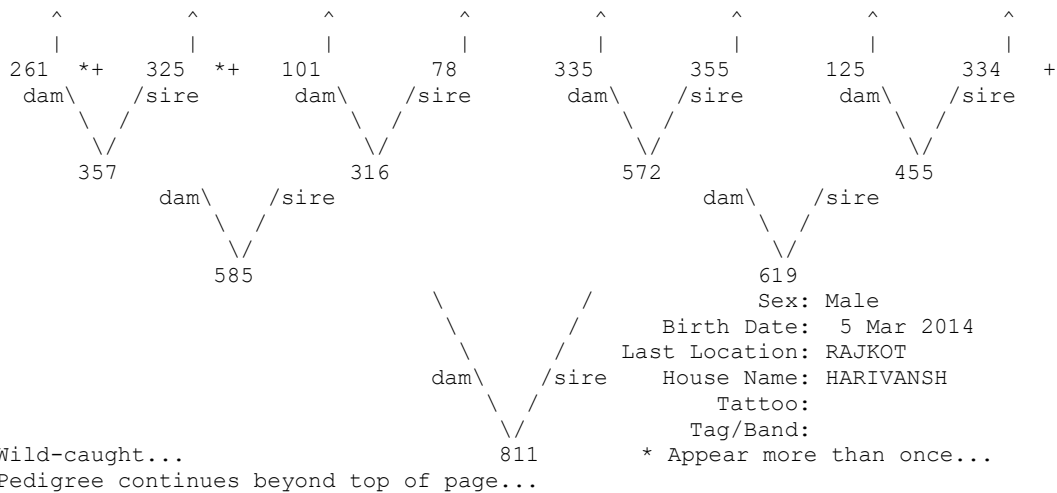 ^ ^ ^ ^ ^ ^ ^ ^
| | | | | | | |
261 *+ 325 *+ 101 78 335 355 125 334 +
dam\ /sire dam\ /sire dam\ /sire dam\ /sire
\ / \ / \ / \ /
\/ \/ \/ \/
357 316 572 455
dam\ /sire dam\ /sire
\ / \ /
\/ \/
585 619
\ / Sex: Male
\ / Birth Date: 5 Mar 2014
\ / Last Location: RAJKOT
dam\ /sire House Name: HARIVANSH
\ / Tattoo:
\/ Tag/Band:
Wild-caught... 811 * Appear more than once...
Pedigree continues beyond top of page...